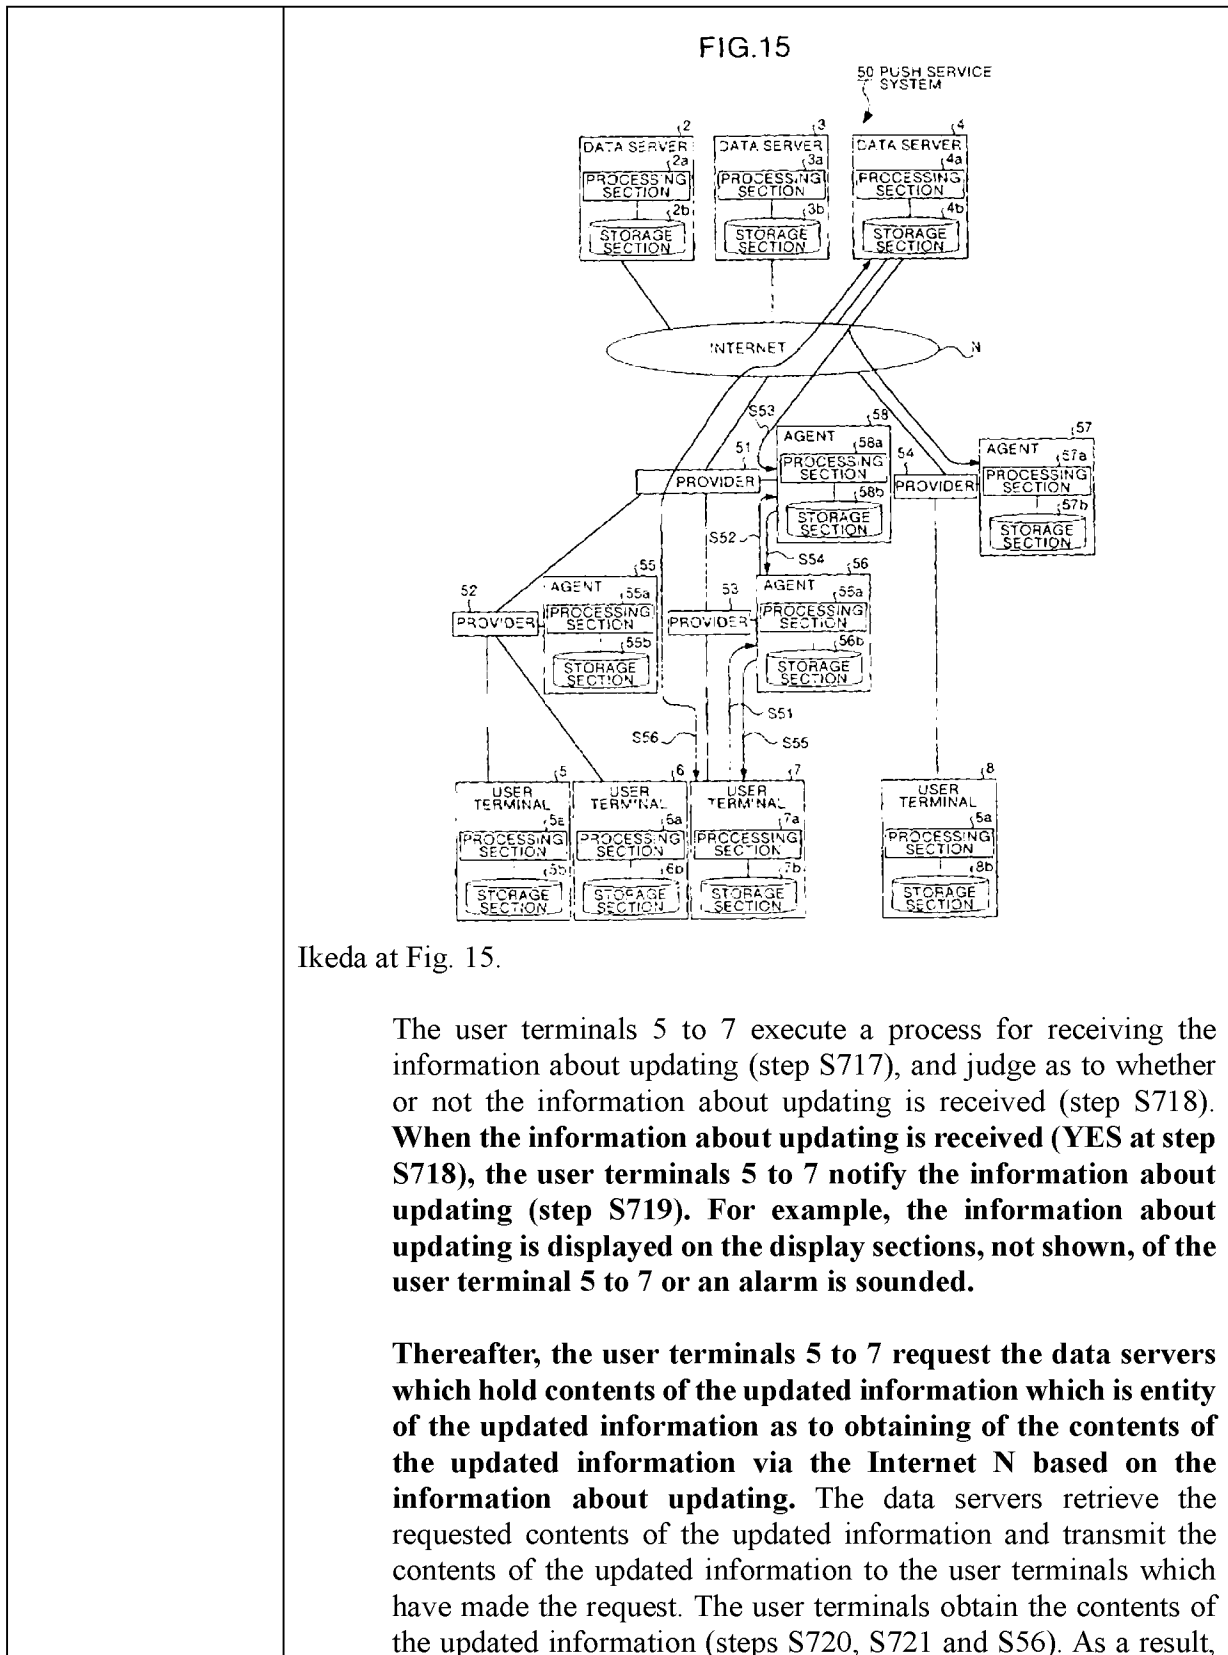 FIG.15
50 PUSH SERVICE
SYSTEM
2
3
4
DATA SERVER
DATA SERVER
DATA SERVER
2a
3a
4a
PROCESSING
SECTION
PROCESSING
SECTION
PROCESSING
SECTION
2b
3b
4b
STORAGE
SECTION
STORAGE
SECTION
STORAGE
SECTION
INTERNET
N
S53
58
AGENT
58a
PROCESSING
SECTION
58b
STORAGE
SECTION
51
PROVIDER
54
PROVIDER
57
AGENT
57a
PROCESSING
SECTION
57b
STORAGE
SECTION
S52
S54
52
PROVIDER
55
AGENT
55a
PROCESSING
SECTION
55b
STORAGE
SECTION
53
PROVIDER
56
AGENT
55a
PROCESSING
SECTION
56b
STORAGE
SECTION
S51
S56
S55
5
USER
TERMINAL
5a
PROCESSING
SECTION
5b
STORAGE
SECTION
6
USER
TERMINAL
6a
PROCESSING
SECTION
6b
STORAGE
SECTION
7
USER
TERMINAL
7a
PROCESSING
SECTION
7b
STORAGE
SECTION
8
USER
TERMINAL
5a
PROCESSING
SECTION
8b
STORAGE
SECTION
Ikeda at Fig. 15.
The user terminals 5 to 7 execute a process for receiving the
information about updating (step S717), and judge as to whether
or not the information about updating is received (step S718).
When the information about updating is received (YES at step
S718), the user terminals 5 to 7 notify the information about
updating (step S719). For example, the information about
updating is displayed on the display sections, not shown, of the
user terminal 5 to 7 or an alarm is sounded.
Thereafter, the user terminals 5 to 7 request the data servers
which hold contents of the updated information which is entity
of the updated information as to obtaining of the contents of
the updated information via the Internet N based on the
information about updating. The data servers retrieve the
requested contents of the updated information and transmit the
contents of the updated information to the user terminals which
have made the request. The user terminals obtain the contents of
the updated information (steps S720, S721 and S56). As a result,